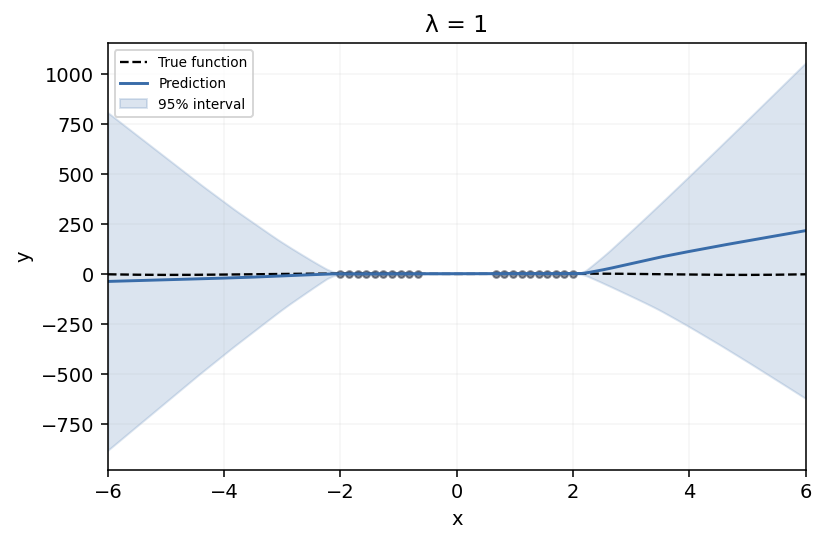 λ = 1
True function
Prediction
95% interval
1000
750
500
250
0
−250
−500
−750
y
−6
−4
−2
0
2
4
6
x